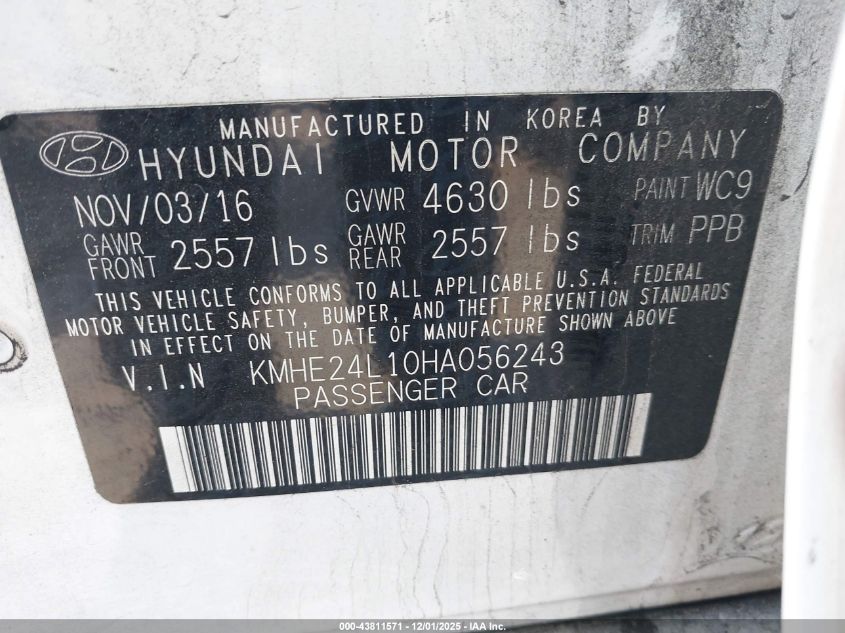 MANUFACTURED IN KOREA BY
HYUNDAI MOTOR COMPANY
NOV/03/16 GVWR 4630 lbs PAINT WC9
GAWR FRONT 2557 lbs GAWR REAR 2557 lbs TRIM PPB
THIS VEHICLE CONFORMS TO ALL APPLICABLE U.S.A. FEDERAL
MOTOR VEHICLE SAFETY, BUMPER, AND THEFT PREVENTION STANDARDS
IN EFFECT ON THE DATE OF MANUFACTURE SHOWN ABOVE
V.I.N KMHE24L10HA056243
PASSENGER CAR
000-43811571 - 12/01/2025 - IAA Inc.